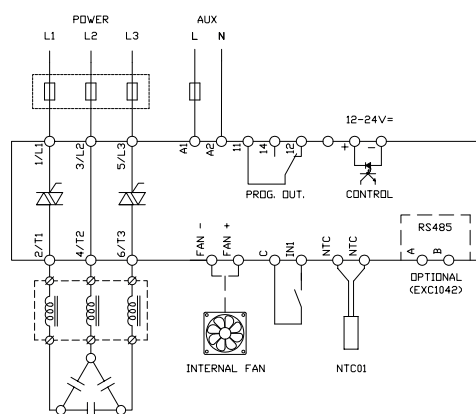 POWER AUX
L1 L2 L3 L N
12-24V=
1/L1 3/L2 5/L3 A1 A2 11 14 12 + -
PROG. OUT. CONTROL
2/T1 4/T2 6/T3 FAN - FAN + C IN1 NTC NTC A B
RS485
OPTIONAL
(EXC1042)
INTERNAL FAN NTC01